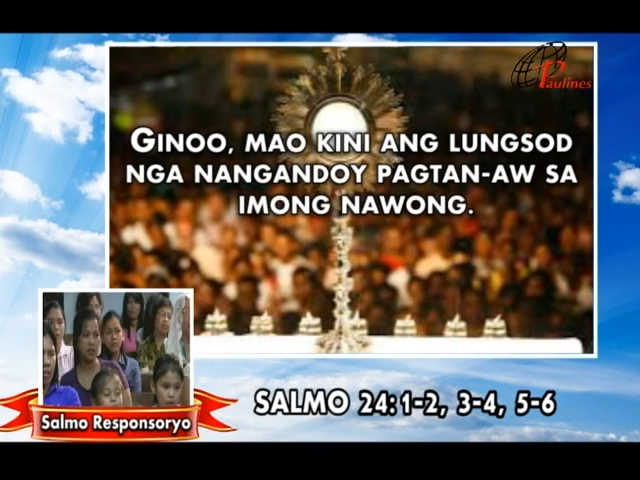 Paulines
GINOO, MAO KINI ANG LUNGSOD
NGA NANGANDOY PAGTAN-AW SA
IMONG NAWONG.
Salmo Responsoryo
SALMO 24:1-2, 3-4, 5-6